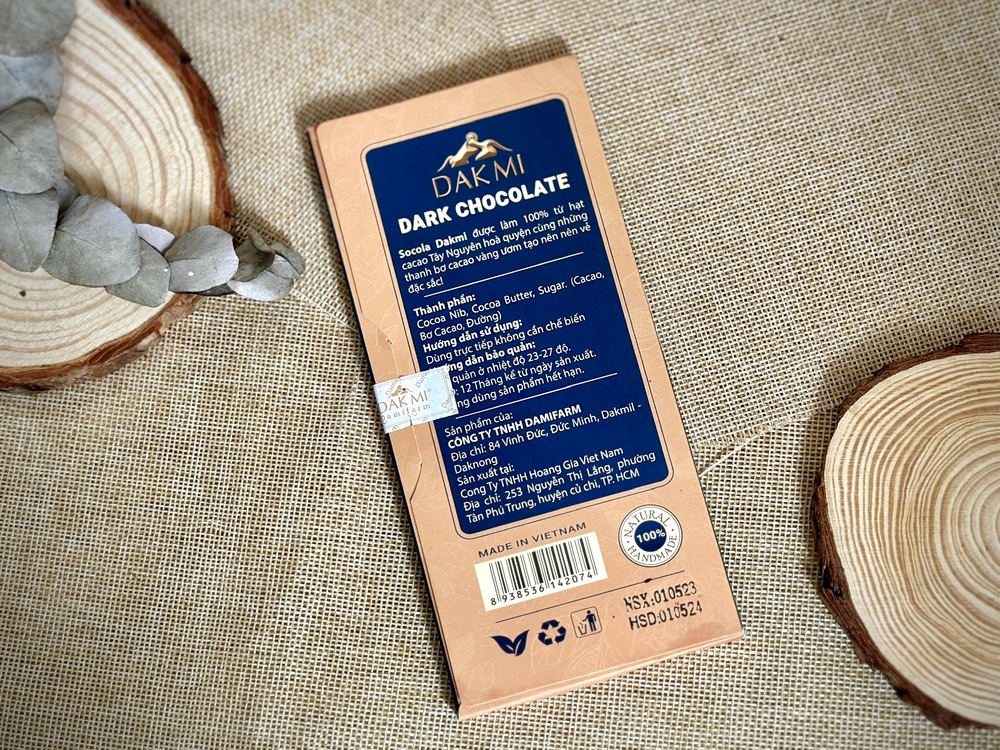 DAKMI
DARK CHOCOLATE
Socola Dakmi được làm 100% từ hạt
cacao Tây Nguyên hoà quyện cùng những
thanh bơ cacao vàng ươm tạo nên nên vẻ
đặc sắc!
Thành phần:
Cocoa Nib, Cocoa Butter, Sugar. (Cacao,
Bơ Cacao, Đường)
Hướng dẫn sử dụng:
Dùng trực tiếp không cần chế biến
dẫn bảo quản:
quản ở nhiệt độ 23-27 độ.
12 Tháng kể từ ngày sản xuất.
dùng sản phẩm hết hạn.
DAKMI
Damifarm
Sản phẩm của:
CÔNG TY TNHH DAMIFARM
Địa chỉ: 84 Vinh Đức, Đức Minh, Dakmil -
Daknong
Sản xuất tại:
Cong Ty TNHH Hoang Gia Viet Nam
Địa chỉ: 253 Nguyễn Thị Lắng, phường
Tân Phú Trung, huyện củ chi, TP. HCM
MADE IN VIETNAM
8 938536 142074
NATURAL
100%
HANDMADE
NSX:010523
HSD:010524